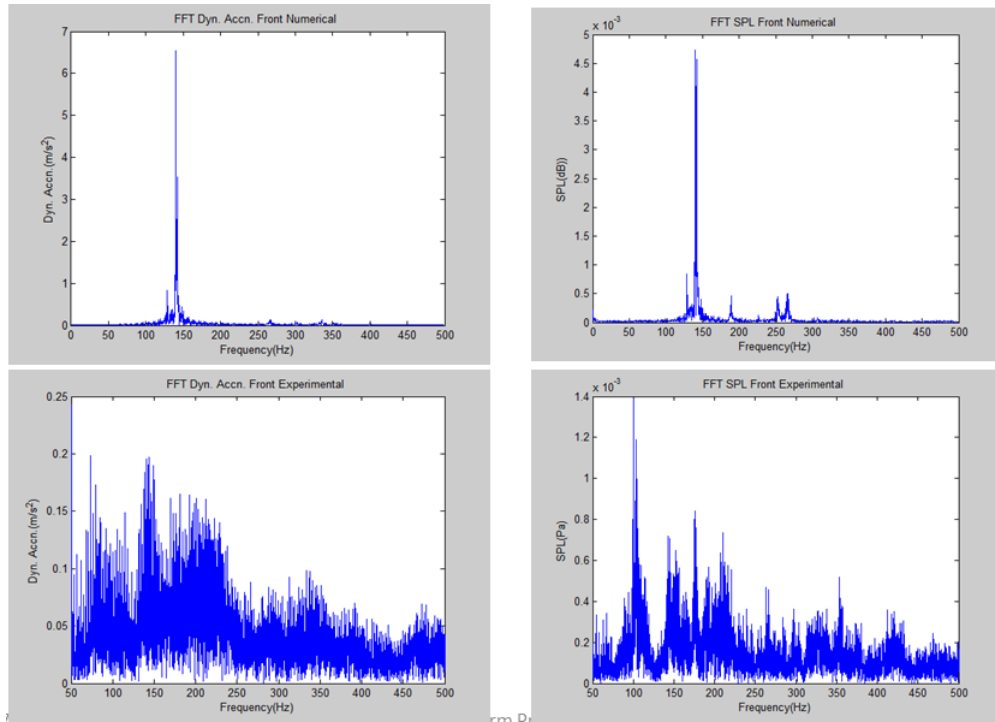 FFT Dyn. Accn. Front Numerical
7
6
5
4
3
2
1
0
Dyn. Accn.(m/s²)
0 50 100 150 200 250 300 350 400 450 500
Frequency(Hz)
FFT SPL Front Numerical
x 10⁻³
5
4.5
4
3.5
3
2.5
2
1.5
1
0.5
0
SPL(dB))
0 50 100 150 200 250 300 350 400 450 500
Frequency(Hz)
FFT Dyn. Accn. Front Experimental
0.25
0.2
0.15
0.1
0.05
0
Dyn. Accn.(m/s²)
50 100 150 200 250 300 350 400 450 500
Frequency(Hz)
FFT SPL Front Experimental
x 10⁻³
1.4
1.2
1
0.8
0.6
0.4
0.2
0
SPL(Pa)
50 100 150 200 250 300 350 400 450 500
Frequency(Hz)